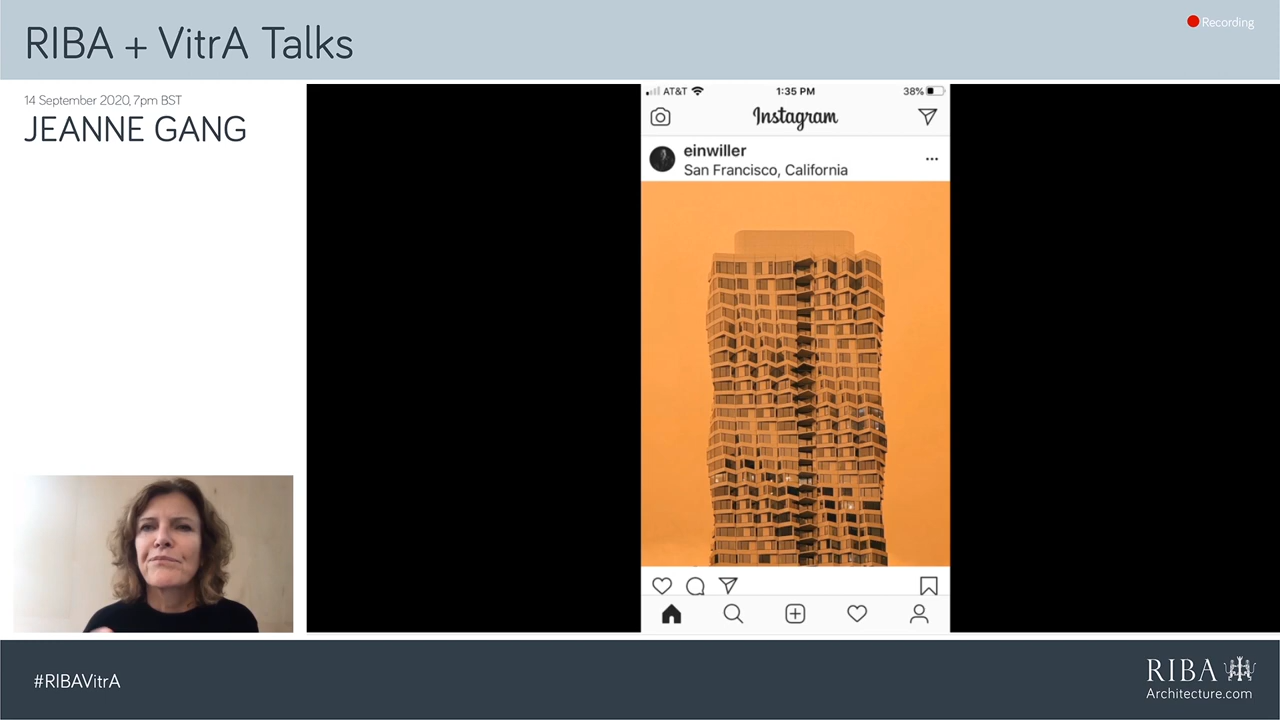 RIBA + VitrA Talks
Recording
14 September 2020, 7pm BST
JEANNE GANG
AT&T 1:35 PM 38%
Instagram
einwiller
San Francisco, California
#RIBAVitrA
RIBA
Architecture.com